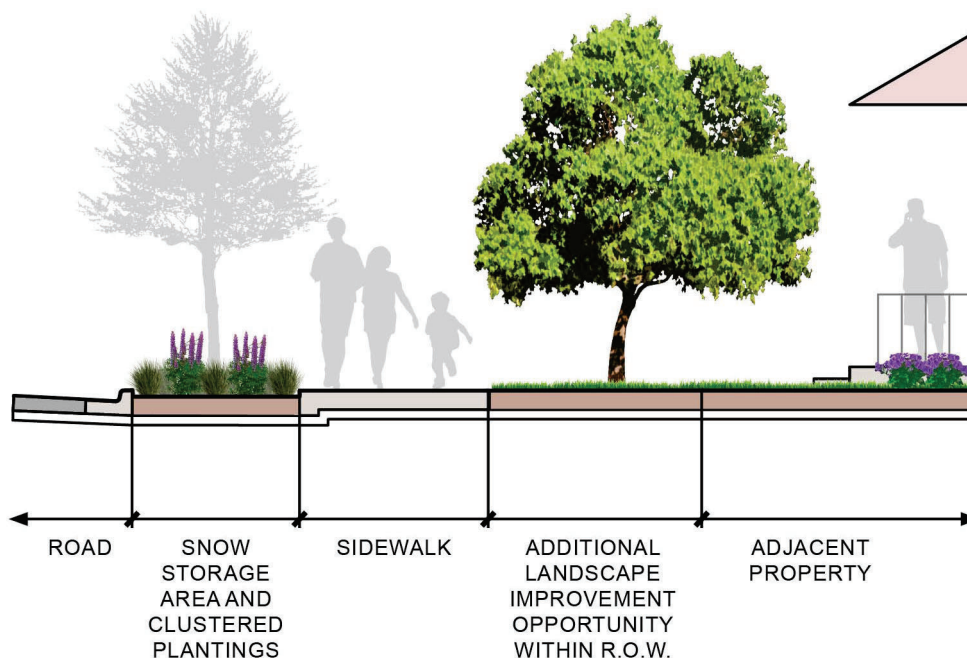 ROAD
SNOW
STORAGE
AREA AND
CLUSTERED
PLANTINGS
SIDEWALK
ADDITIONAL
LANDSCAPE
IMPROVEMENT
OPPORTUNITY
WITHIN R.O.W.
ADJACENT
PROPERTY